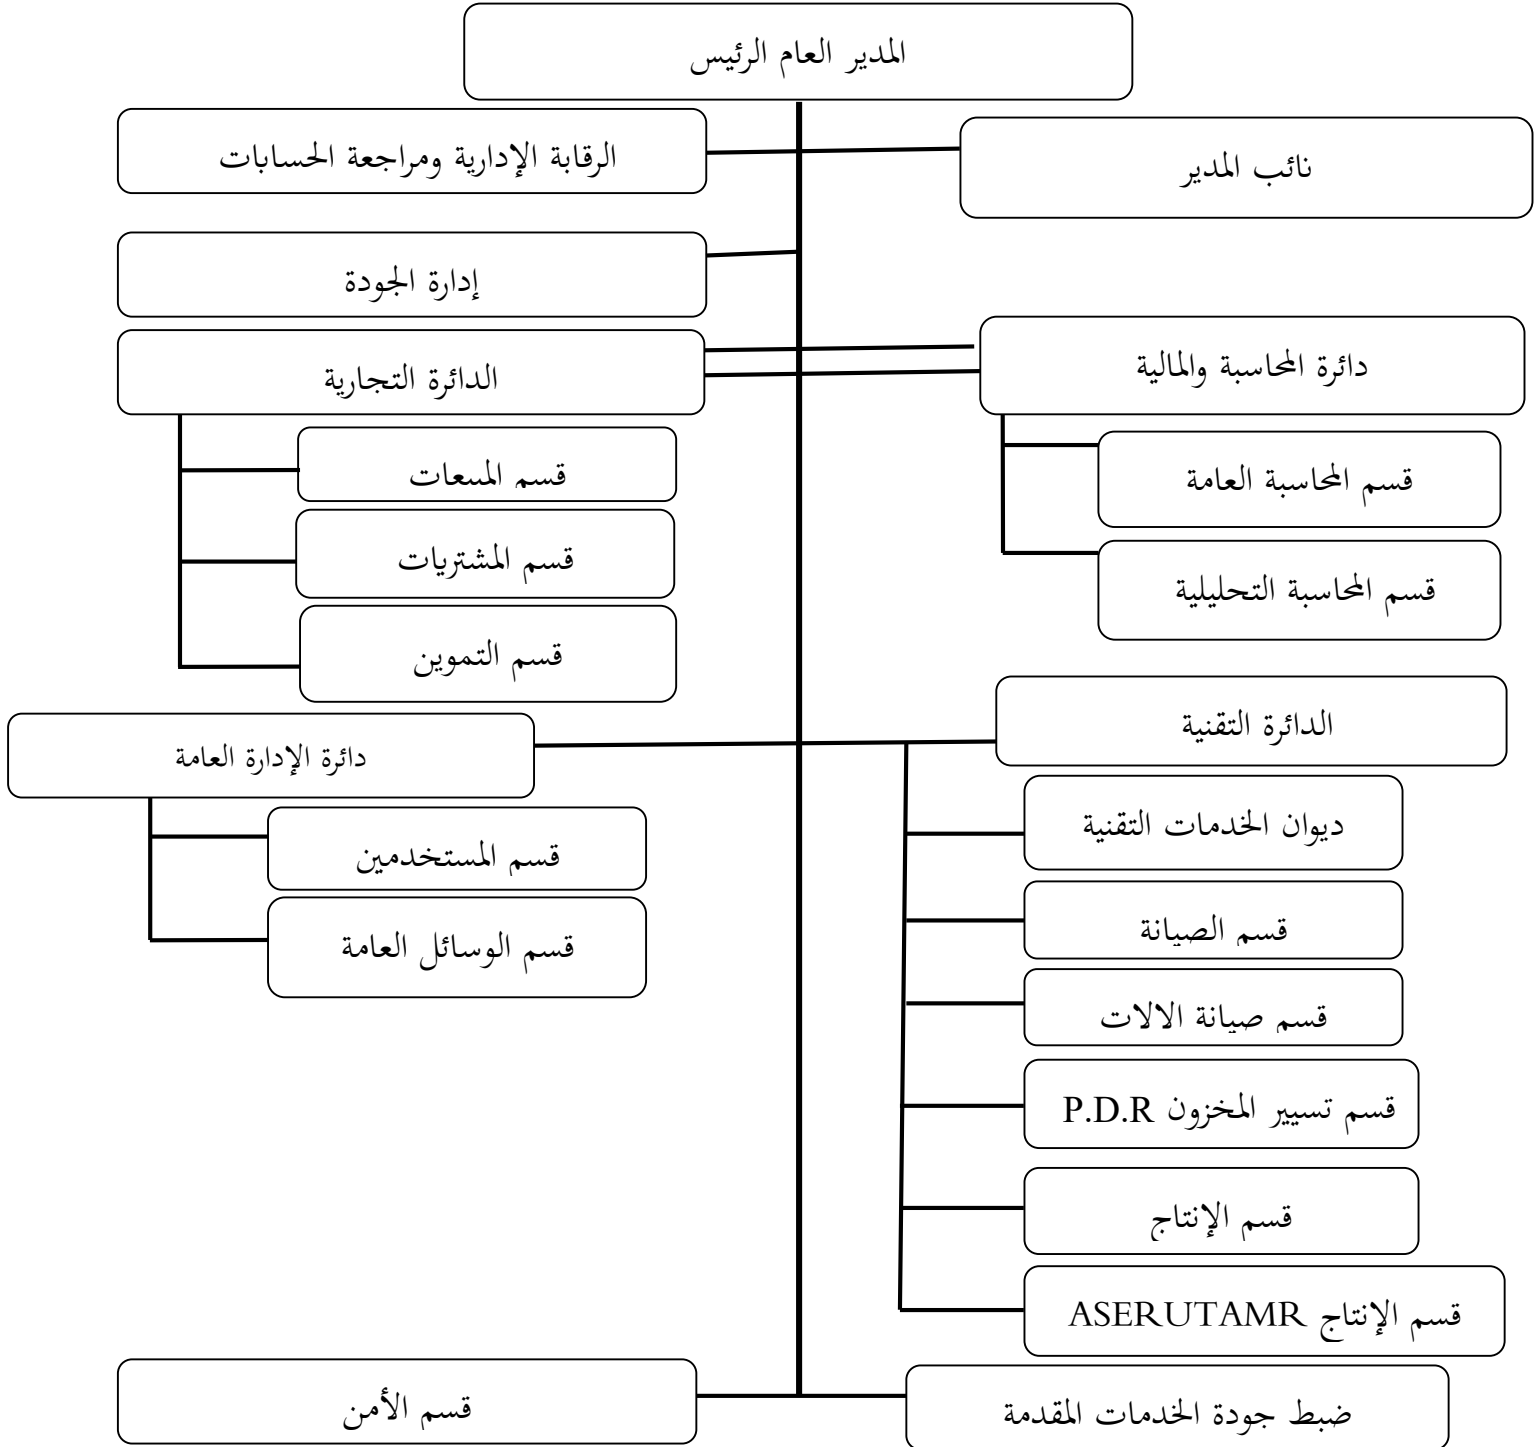 المدير العام الرئيس
نائب المدير
الرقابة الإدارية ومراجعة الحسابات
إدارة الجودة
دائرة المحاسبة والمالية
الدائرة التجارية
قسم المحاسبة العامة
قسم المحاسبة التحليلية
قسم المبيعات
قسم المشتريات
قسم التموين
الدائرة التقنية
دائرة الإدارة العامة
ديوان الخدمات التقنية
قسم الصيانة
قسم صيانة الالات
قسم تسيير المخزون P.D.R
قسم الإنتاج
قسم الإنتاج ASERUTAMR
قسم المستخدمين
قسم الوسائل العامة
ضبط جودة الخدمات المقدمة
قسم الأمن